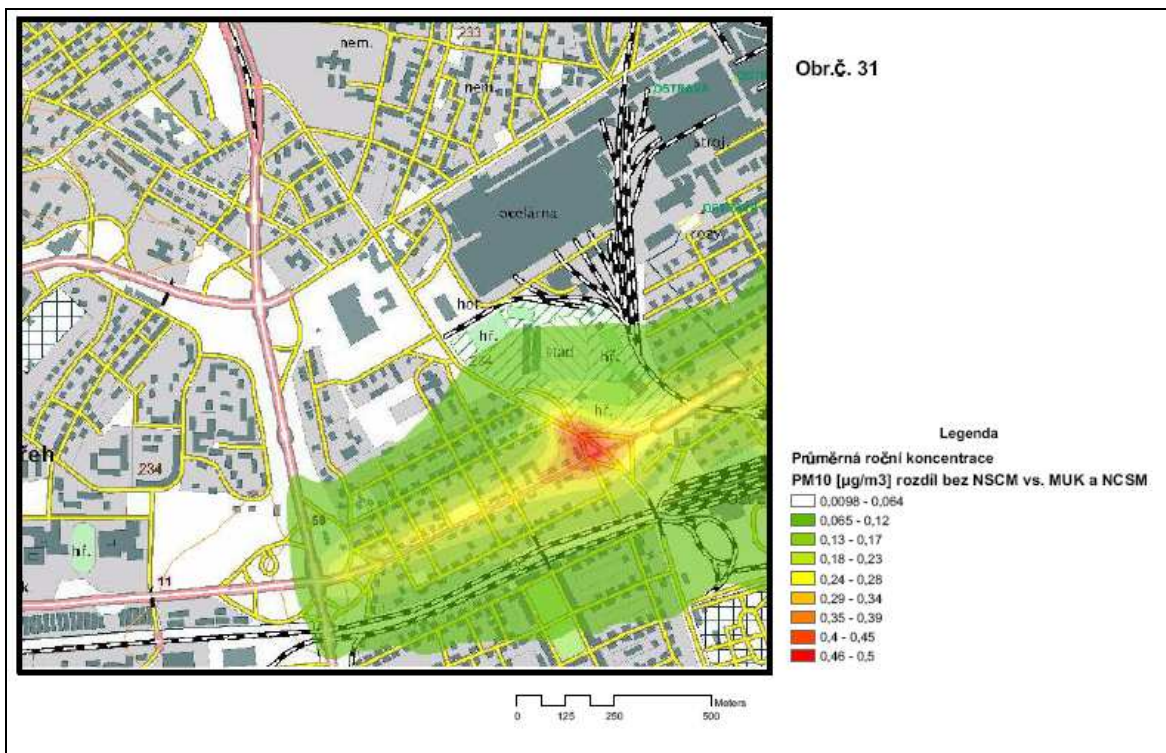 Obr.č. 31
nem.
233
nem.
OSTRAVA
stroj.
ocelárna
hř.
stad
hř.
hř.
234
59
hř.
11
Legenda
Průměrná roční koncentrace
PM10 [µg/m3] rozdíl bez NSCM vs. MUK a NCSM
0,0098 - 0,064
0,065 - 0,12
0,13 - 0,17
0,18 - 0,23
0,24 - 0,28
0,29 - 0,34
0,35 - 0,39
0,4 - 0,45
0,46 - 0,5
Meters
0 125 250 500